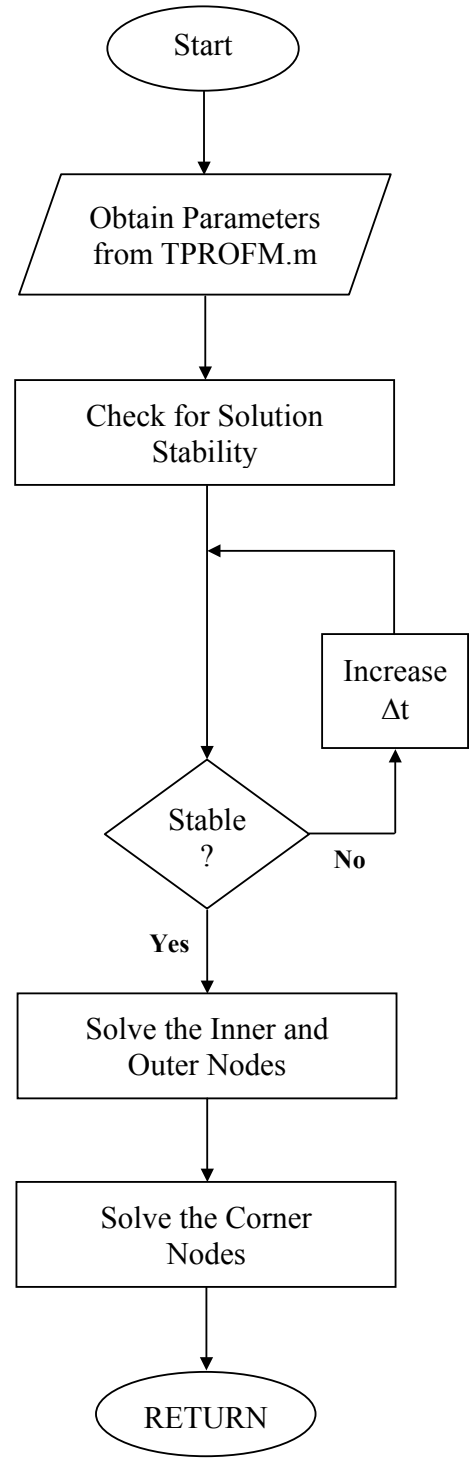 Start
Obtain Parameters
from TPROFM.m
Check for Solution
Stability
Increase
Δt
Stable
?
No
Yes
Solve the Inner and
Outer Nodes
Solve the Corner
Nodes
RETURN